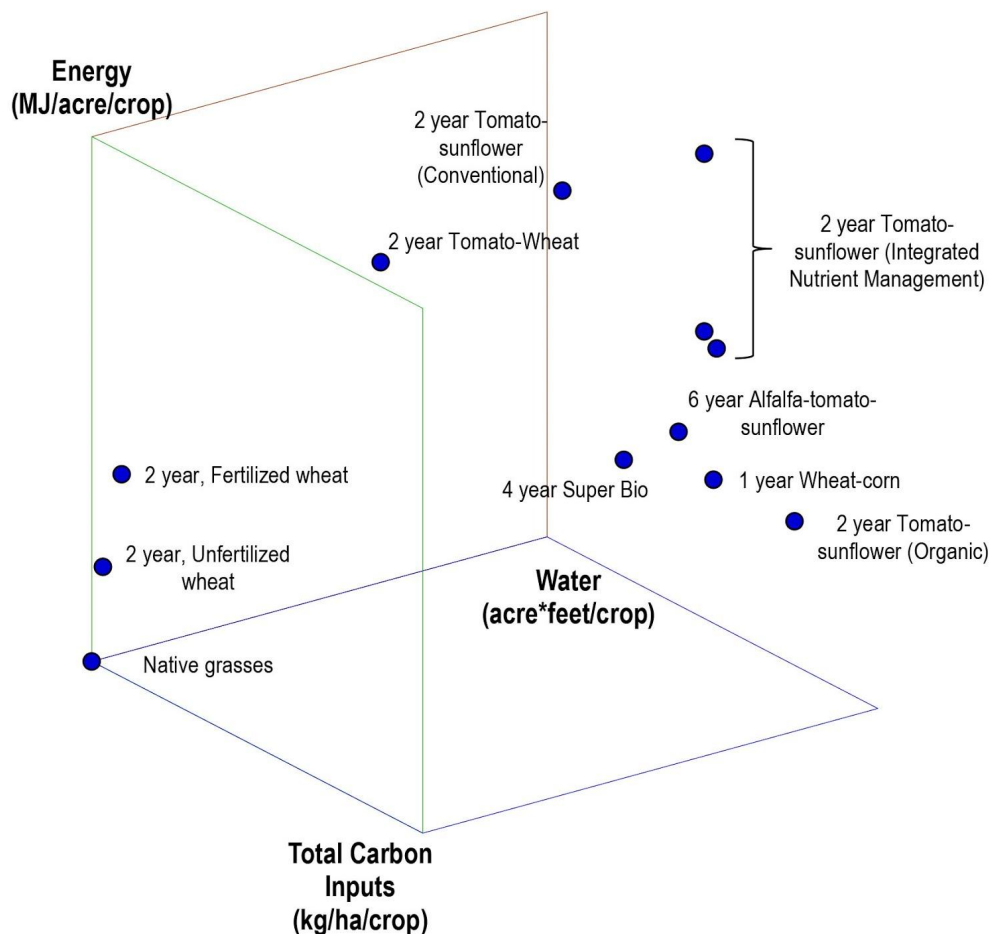 Energy
(MJ/acre/crop)
2 year Tomato-
sunflower
(Conventional)
2 year Tomato-Wheat
2 year Tomato-
sunflower (Integrated
Nutrient Management)
6 year Alfalfa-tomato-
sunflower
2 year, Fertilized wheat
4 year Super Bio
1 year Wheat-corn
2 year Tomato-
sunflower (Organic)
2 year, Unfertilized
wheat
Water
(acre*feet/crop)
Native grasses
Total Carbon
Inputs
(kg/ha/crop)